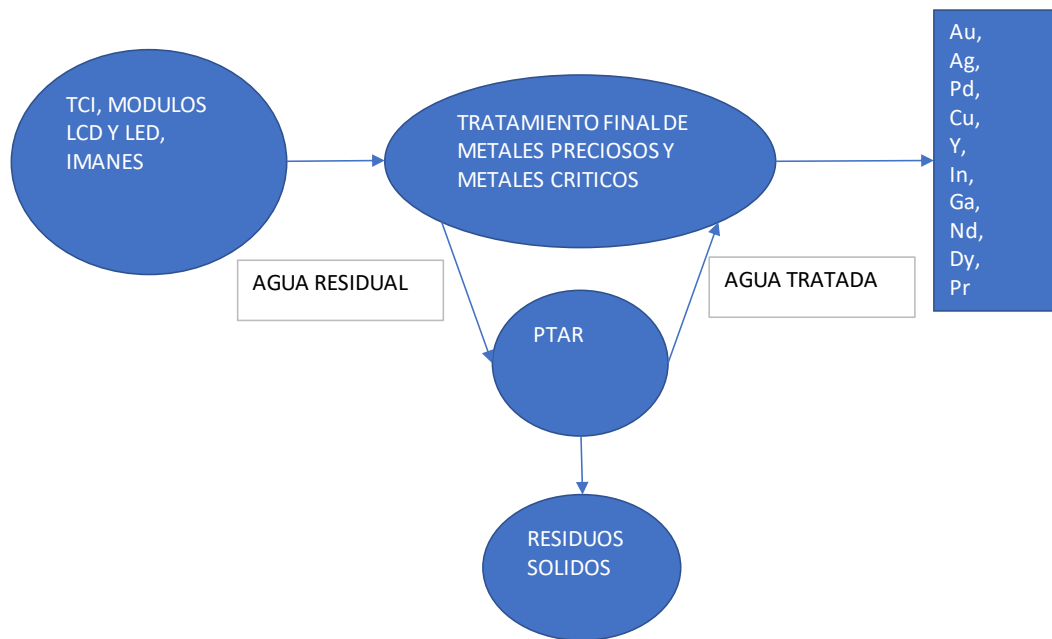 TCI, MODULOS
LCD Y LED,
IMANES
TRATAMIENTO FINAL DE
METALES PRECIOSOS Y
METALES CRITICOS
Au,
Ag,
Pd,
Cu,
Y,
In,
Ga,
Nd,
Dy,
Pr
AGUA RESIDUAL
AGUA TRATADA
PTAR
RESIDUOS
SOLIDOS